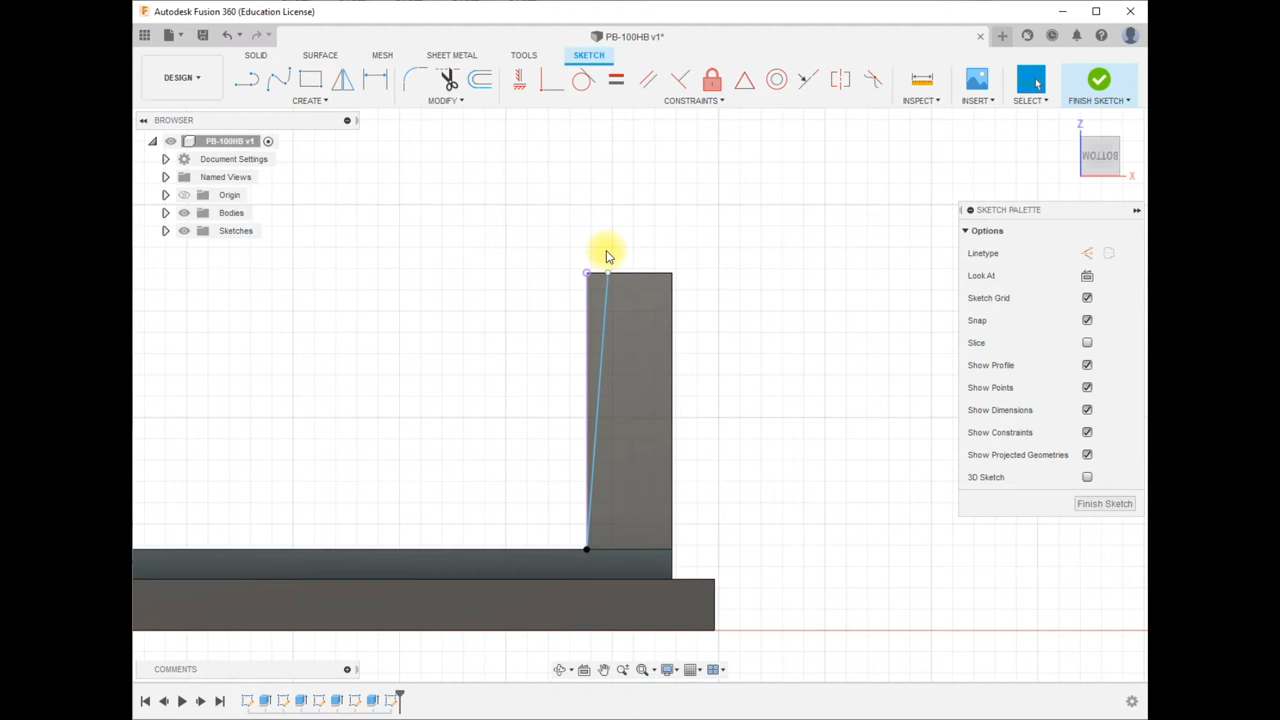 Autodesk Fusion 360 (Education License)
PB-100HB v1*
SOLID SURFACE MESH SHEET METAL TOOLS SKETCH
DESIGN
CREATE MODIFY CONSTRAINTS INSPECT INSERT SELECT FINISH SKETCH
BROWSER
PB-100HB v1
Document Settings
Named Views
Origin
Bodies
Sketches
Z
BOTTOM
X
SKETCH PALETTE
Options
Linetype
Look At
Sketch Grid
Snap
Slice
Show Profile
Show Points
Show Dimensions
Show Constraints
Show Projected Geometries
3D Sketch
Finish Sketch
COMMENTS